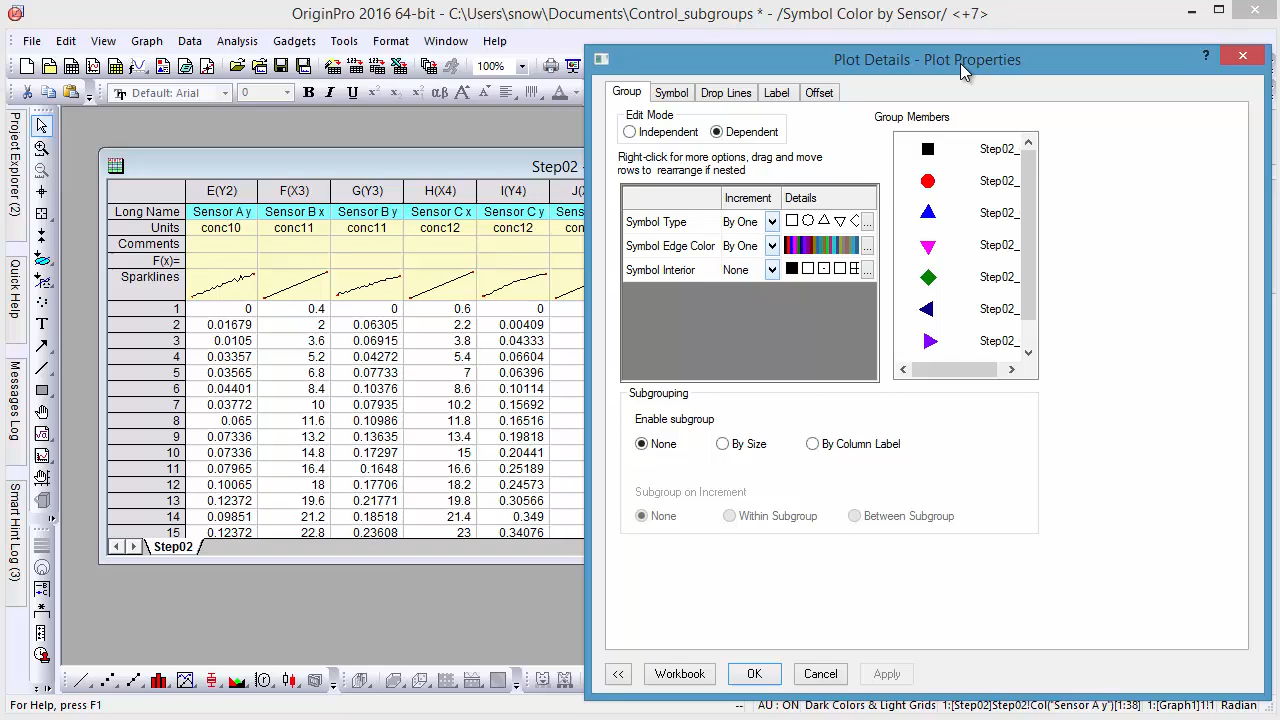 OriginPro 2016 64-bit - C:\Users\snow\Documents\Control_subgroups * - /Symbol Color by Sensor/ <+7>
File Edit View Graph Data Analysis Gadgets Tools Format Window
100%
B I U Default: Arial 0
Plot Details - Plot Properties
Group Symbol Drop Lines Label Offset
Edit Mode
Independent Dependent
Group Members
Right-click for more options, drag and move
rows to rearrange if nested
Increment Details
Symbol Type By One
Symbol Edge Color By One
Symbol Interior None
Step02_
Step02_
Step02_
Step02_
Step02_
Step02_
Step02_
Subgrouping
Enable subgroup
None By Size By Column Label
Subgroup on Increment
None Within Subgroup Between Subgroup
<< Workbook OK Cancel Apply
Project Explorer (2)
Quick Help
Messages Log
Smart Hint Log (3)
Step02 -
E(Y2) F(X3) G(Y3) H(X4) I(Y4) J(X
Long Name Sensor A y Sensor B x Sensor B y Sensor C x Sensor C y Senso
Units conc10 conc11 conc11 conc12 conc12 con
Comments
F(x)=
Sparklines
1 0 0.4 0 0.6 0
2 0.01679 2 0.06305 2.2 0.00409
3 0.0105 3.6 0.06915 3.8 0.04333
4 0.03357 5.2 0.04272 5.4 0.06604
5 0.03565 6.8 0.07733 7 0.06396
6 0.04401 8.4 0.10376 8.6 0.10114
7 0.03772 10 0.07935 10.2 0.15692
8 0.065 11.6 0.10986 11.8 0.16516
9 0.07336 13.2 0.13635 13.4 0.19818
10 0.07336 14.8 0.17297 15 0.20441
11 0.07965 16.4 0.1648 16.6 0.25189
12 0.10065 18 0.17706 18.2 0.24573
13 0.12372 19.6 0.21771 19.8 0.30566
14 0.09851 21.2 0.18518 21.4 0.349
15 0.12372 22.8 0.23608 23 0.34076
Step02
For Help, press F1 -- AU : ON Dark Colors & Light Grids 1:[Step02]Step02!Col("Sensor A y")[1:38] 1:[Graph1]1!1 Radian